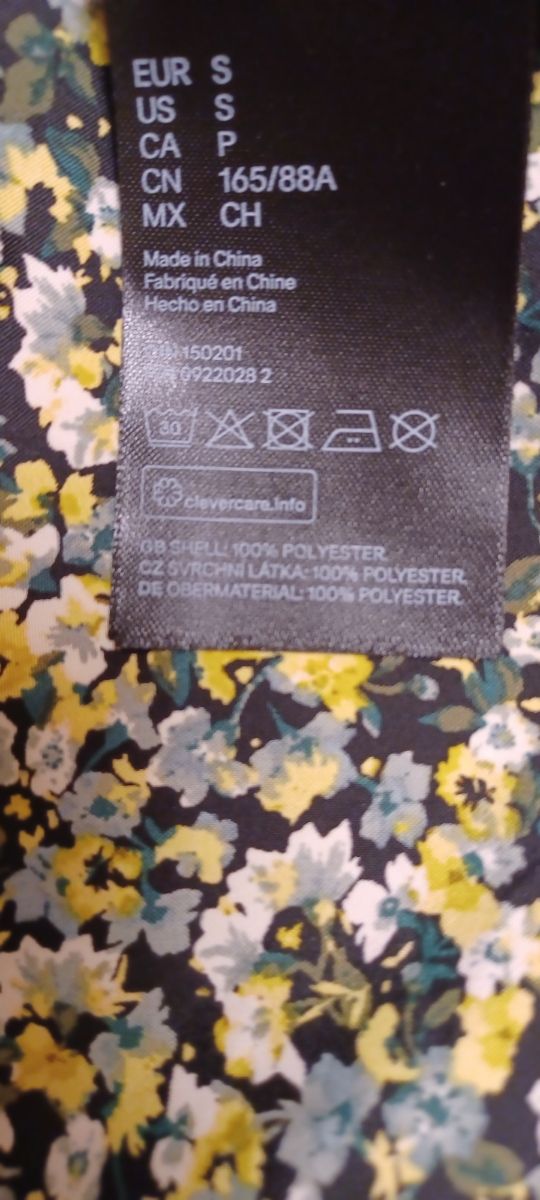 EUR S
US S
CA P
CN 165/88A
MX CH
Made in China
Fabriqué en Chine
Hecho en China
150201
0922028 2
30
clevercare.info
GB SHELL: 100% POLYESTER
CZ SVRCHNÍ LÁTKA: 100% POLYESTER,
DE OBERMATERIAL: 100% POLYESTER